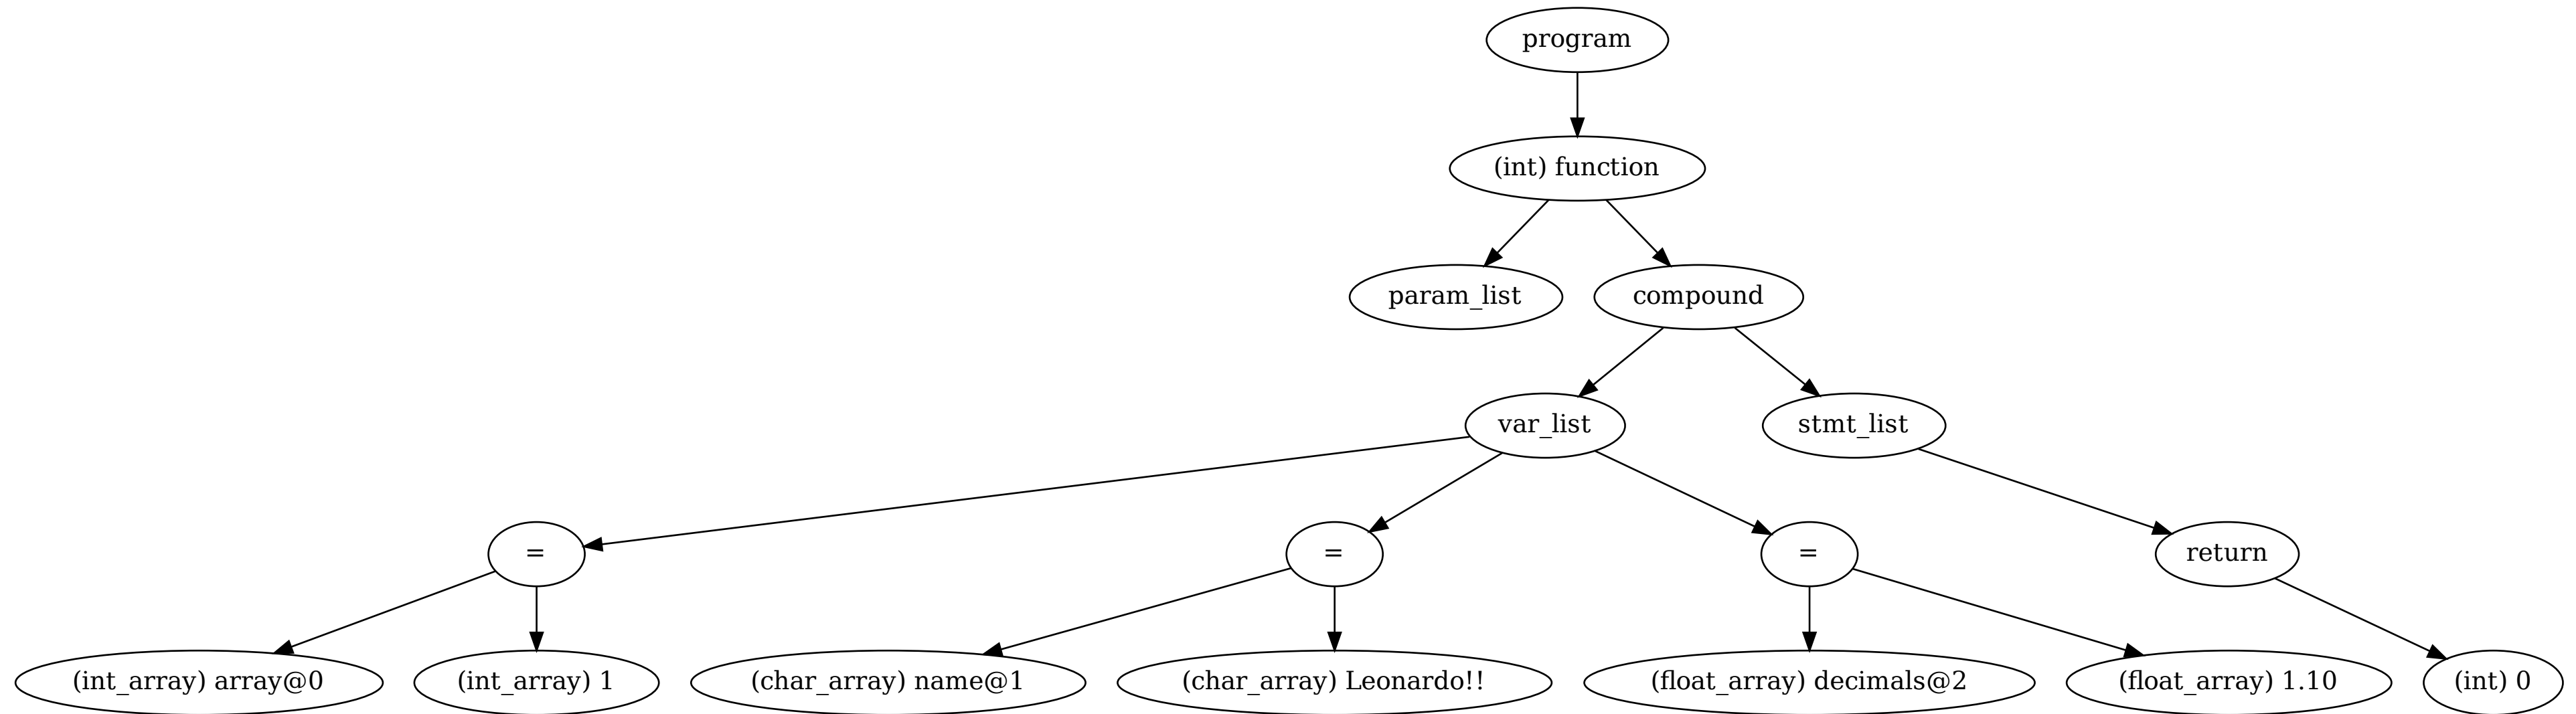 program
(int) function
param_list
compound
var_list
stmt_list
=
=
=
return
(int_array) array@0
(int_array) 1
(char_array) name@1
(char_array) Leonardo!!
(float_array) decimals@2
(float_array) 1.10
(int) 0